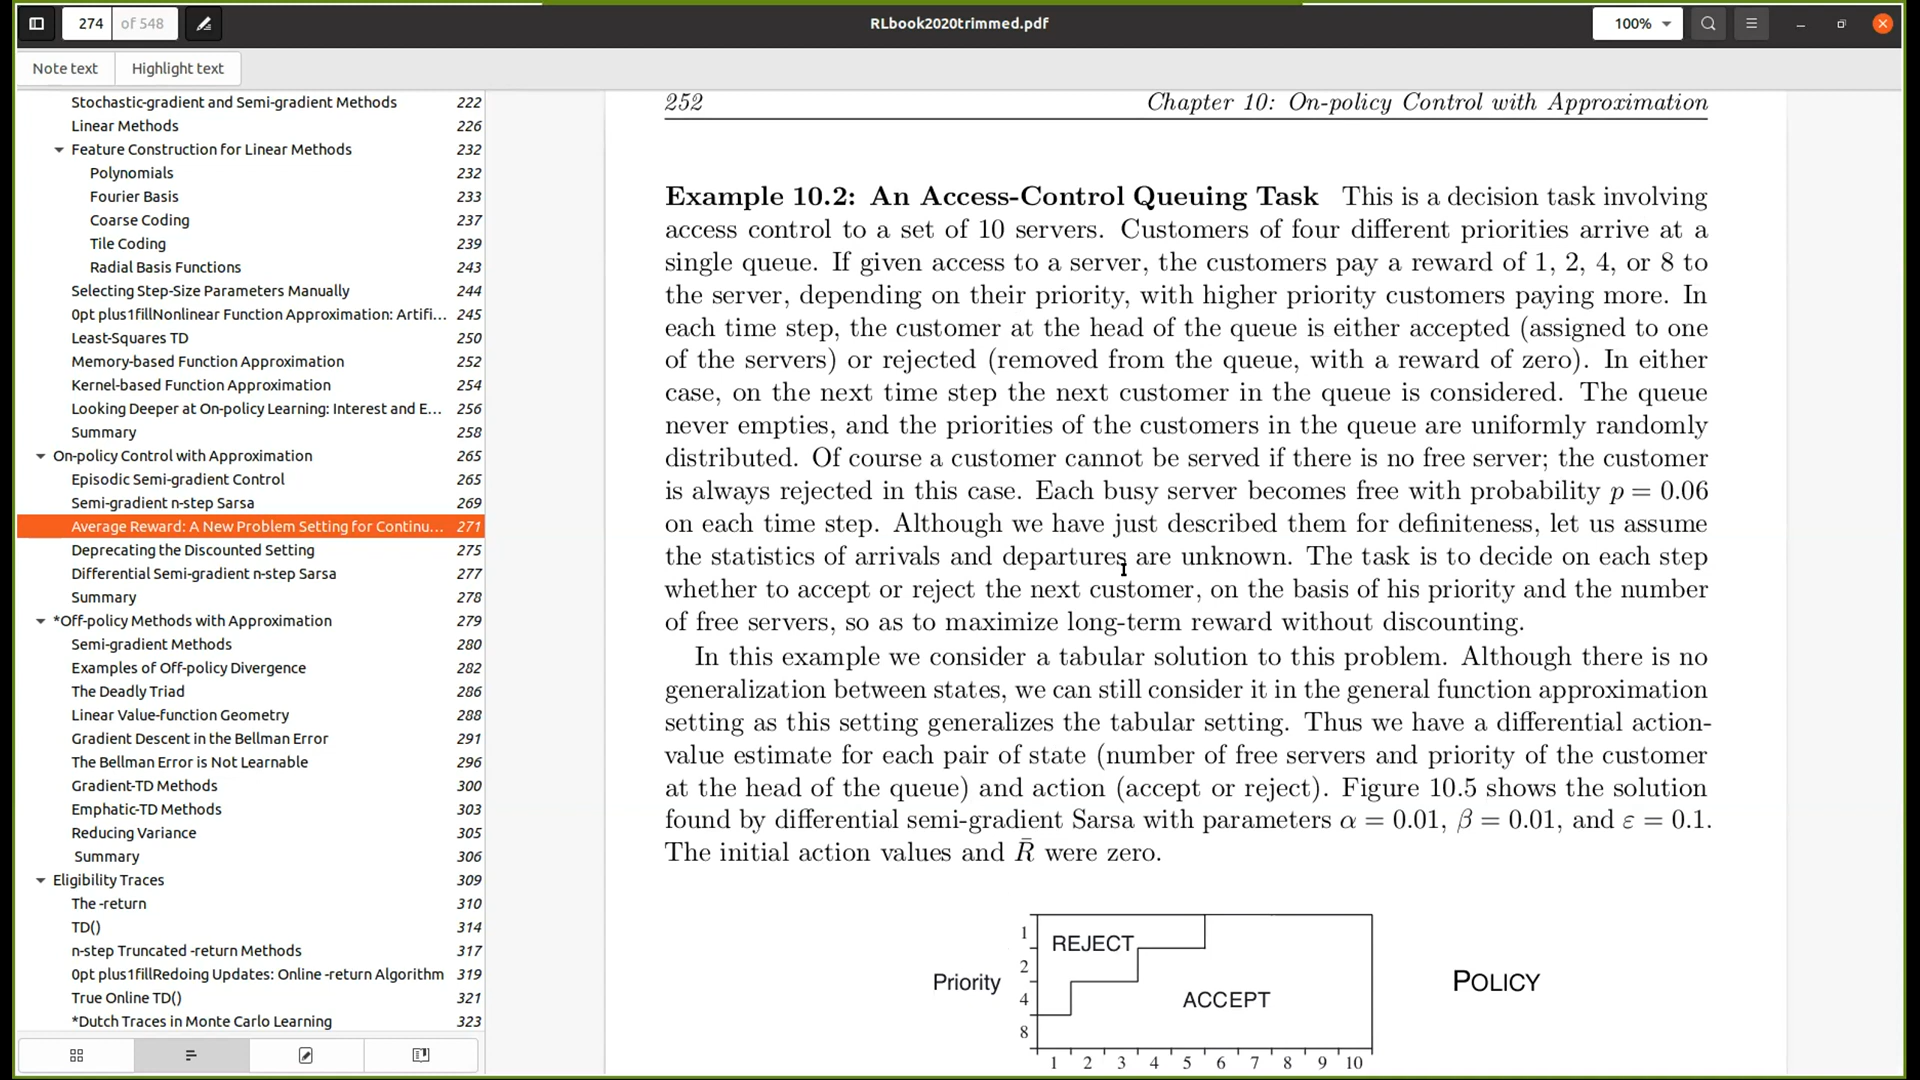 274 of 548
RLbook2020trimmed.pdf
100%
Note text Highlight text
Stochastic-gradient and Semi-gradient Methods 222
Linear Methods 226
Feature Construction for Linear Methods 232
Polynomials 232
Fourier Basis 233
Coarse Coding 237
Tile Coding 239
Radial Basis Functions 243
Selecting Step-Size Parameters Manually 244
0pt plus1fillNonlinear Function Approximation: Artifi... 245
Least-Squares TD 250
Memory-based Function Approximation 252
Kernel-based Function Approximation 254
Looking Deeper at On-policy Learning: Interest and E... 256
Summary 258
On-policy Control with Approximation 265
Episodic Semi-gradient Control 265
Semi-gradient n-step Sarsa 269
Average Reward: A New Problem Setting for Continu... 271
Deprecating the Discounted Setting 275
Differential Semi-gradient n-step Sarsa 277
Summary 278
*Off-policy Methods with Approximation 279
Semi-gradient Methods 280
Examples of Off-policy Divergence 282
The Deadly Triad 286
Linear Value-function Geometry 288
Gradient Descent in the Bellman Error 291
The Bellman Error is Not Learnable 296
Gradient-TD Methods 300
Emphatic-TD Methods 303
Reducing Variance 305
Summary 306
Eligibility Traces 309
The -return 310
TD() 314
n-step Truncated -return Methods 317
0pt plus1fillRedoing Updates: Online -return Algorithm 319
True Online TD() 321
*Dutch Traces in Monte Carlo Learning 323
252 Chapter 10: On-policy Control with Approximation
Example 10.2: An Access-Control Queuing Task This is a decision task involving
access control to a set of 10 servers. Customers of four different priorities arrive at a
single queue. If given access to a server, the customers pay a reward of 1, 2, 4, or 8 to
the server, depending on their priority, with higher priority customers paying more. In
each time step, the customer at the head of the queue is either accepted (assigned to one
of the servers) or rejected (removed from the queue, with a reward of zero). In either
case, on the next time step the next customer in the queue is considered. The queue
never empties, and the priorities of the customers in the queue are uniformly randomly
distributed. Of course a customer cannot be served if there is no free server; the customer
is always rejected in this case. Each busy server becomes free with probability p = 0.06
on each time step. Although we have just described them for definiteness, let us assume
the statistics of arrivals and departures are unknown. The task is to decide on each step
whether to accept or reject the next customer, on the basis of his priority and the number
of free servers, so as to maximize long-term reward without discounting.
In this example we consider a tabular solution to this problem. Although there is no
generalization between states, we can still consider it in the general function approximation
setting as this setting generalizes the tabular setting. Thus we have a differential action-
value estimate for each pair of state (number of free servers and priority of the customer
at the head of the queue) and action (accept or reject). Figure 10.5 shows the solution
found by differential semi-gradient Sarsa with parameters α = 0.01, β = 0.01, and ε = 0.1.
The initial action values and R̄ were zero.
1
REJECT
2
Priority
POLICY
4
ACCEPT
8
1 2 3 4 5 6 7 8 9 10